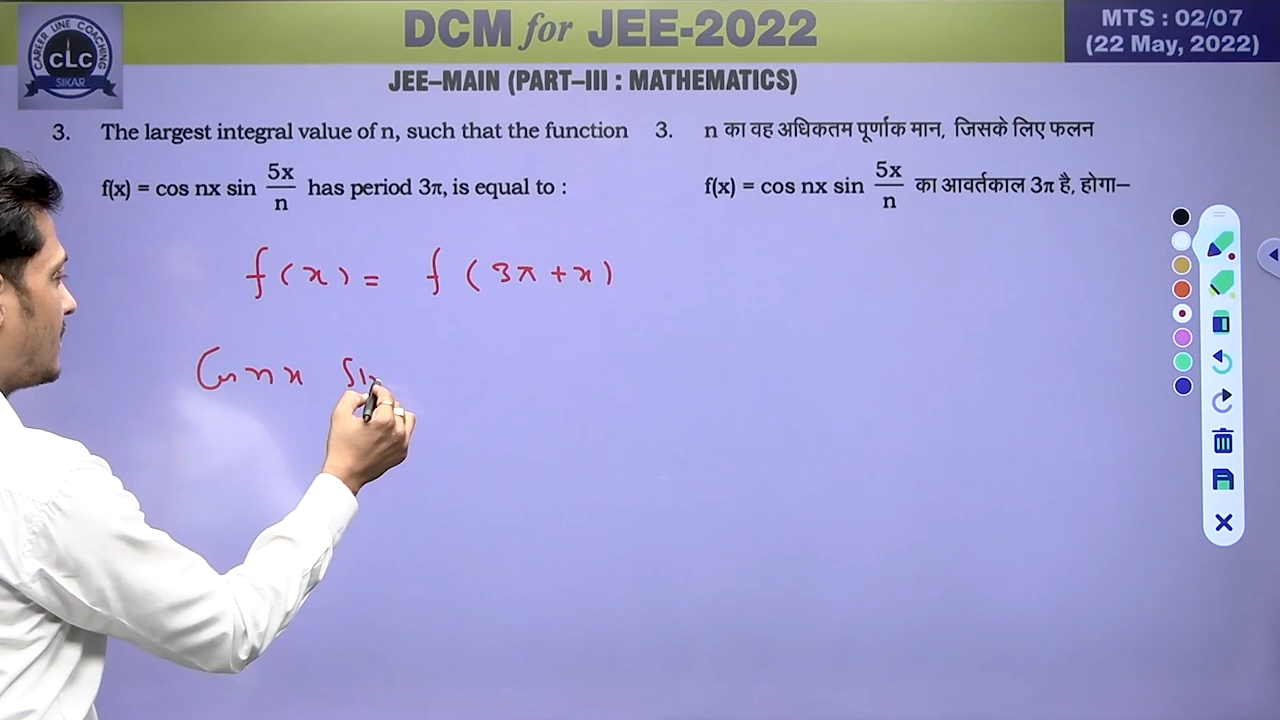 DCM for JEE-2022
MTS : 02/07
(22 May, 2022)
CAREER LINE COACHING
CLC
SIKAR
JEE–MAIN (PART–III : MATHEMATICS)
3. The largest integral value of n, such that the function
f(x) = cos nx sin 5x/n has period 3π, is equal to :
3. n का वह अधिकतम पूर्णांक मान, जिसके लिए फलन
f(x) = cos nx sin 5x/n का आवर्तकाल 3π है, होगा–
f(x) = f(3π+x)
Cos nx Sin